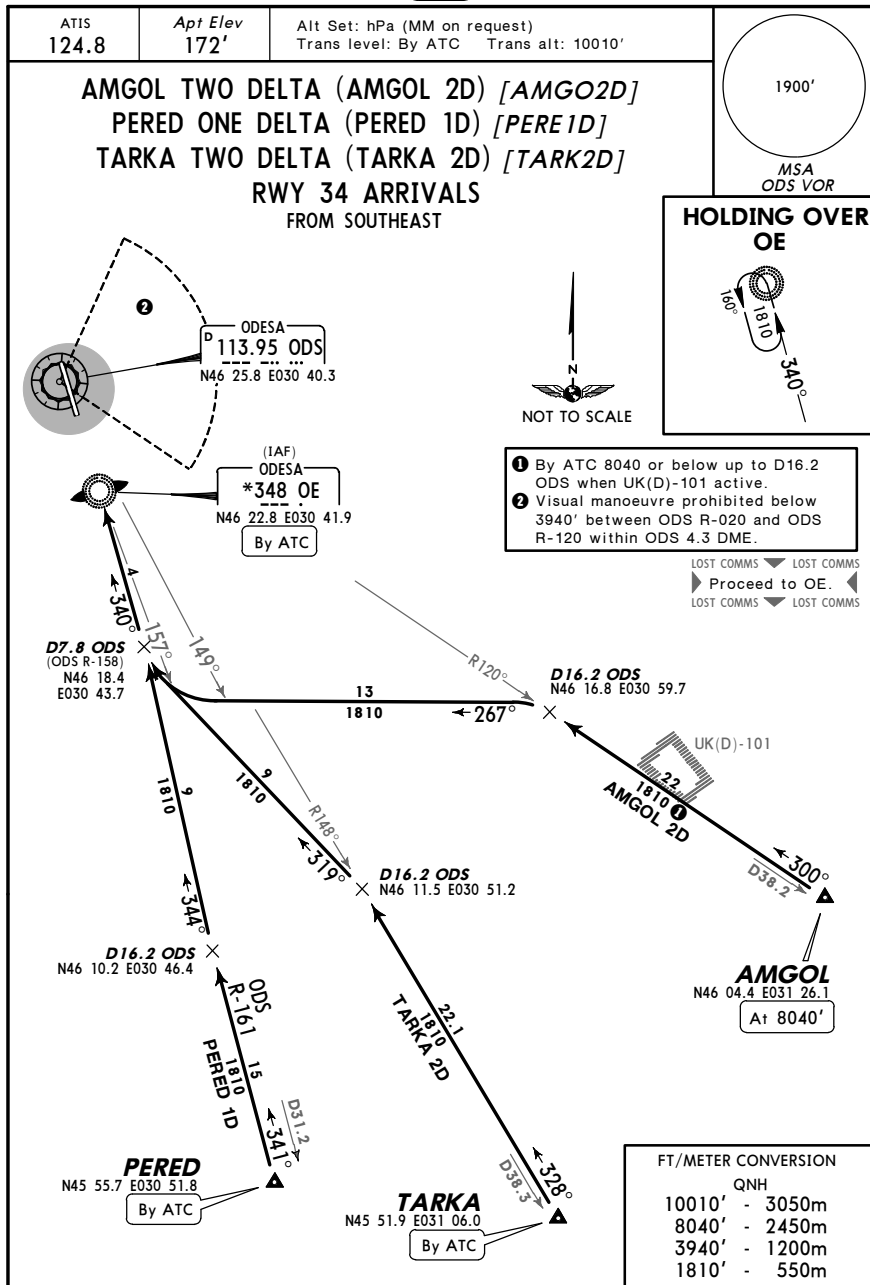 ATIS
124.8
Apt Elev
172'
Alt Set: hPa (MM on request)
Trans level: By ATC Trans alt: 10010'
AMGOL TWO DELTA (AMGOL 2D) [AMGO2D]
PERED ONE DELTA (PERED 1D) [PERE1D]
TARKA TWO DELTA (TARKA 2D) [TARK2D]
RWY 34 ARRIVALS
FROM SOUTHEAST
1900'
MSA
ODS VOR
HOLDING OVER
OE
160°
1810
340°
2
D
ODESA
113.95 ODS
N46 25.8 E030 40.3
N
NOT TO SCALE
(IAF)
ODESA
*348 OE
N46 22.8 E030 41.9
By ATC
1 By ATC 8040 or below up to D16.2
ODS when UK(D)-101 active.
2 Visual manoeuvre prohibited below
3940' between ODS R-020 and ODS
R-120 within ODS 4.3 DME.
LOST COMMS LOST COMMS
Proceed to OE.
LOST COMMS LOST COMMS
4
340°
157°
149°
D7.8 ODS
(ODS R-158)
N46 18.4
E030 43.7
R120°
D16.2 ODS
N46 16.8 E030 59.7
13
1810
267°
UK(D)-101
22
1810 1
AMGOL 2D
300°
D38.2
AMGOL
N46 04.4 E031 26.1
At 8040'
9
1810
R148°
319°
D16.2 ODS
N46 11.5 E030 51.2
9
1810
344°
D16.2 ODS
N46 10.2 E030 46.4
ODS
R-161
15
1810
PERED 1D
D31.2
341°
PERED
N45 55.7 E030 51.8
By ATC
22.1
1810
TARKA 2D
D38.3
328°
TARKA
N45 51.9 E031 06.0
By ATC
FT/METER CONVERSION
QNH
10010' - 3050m
8040' - 2450m
3940' - 1200m
1810' - 550m